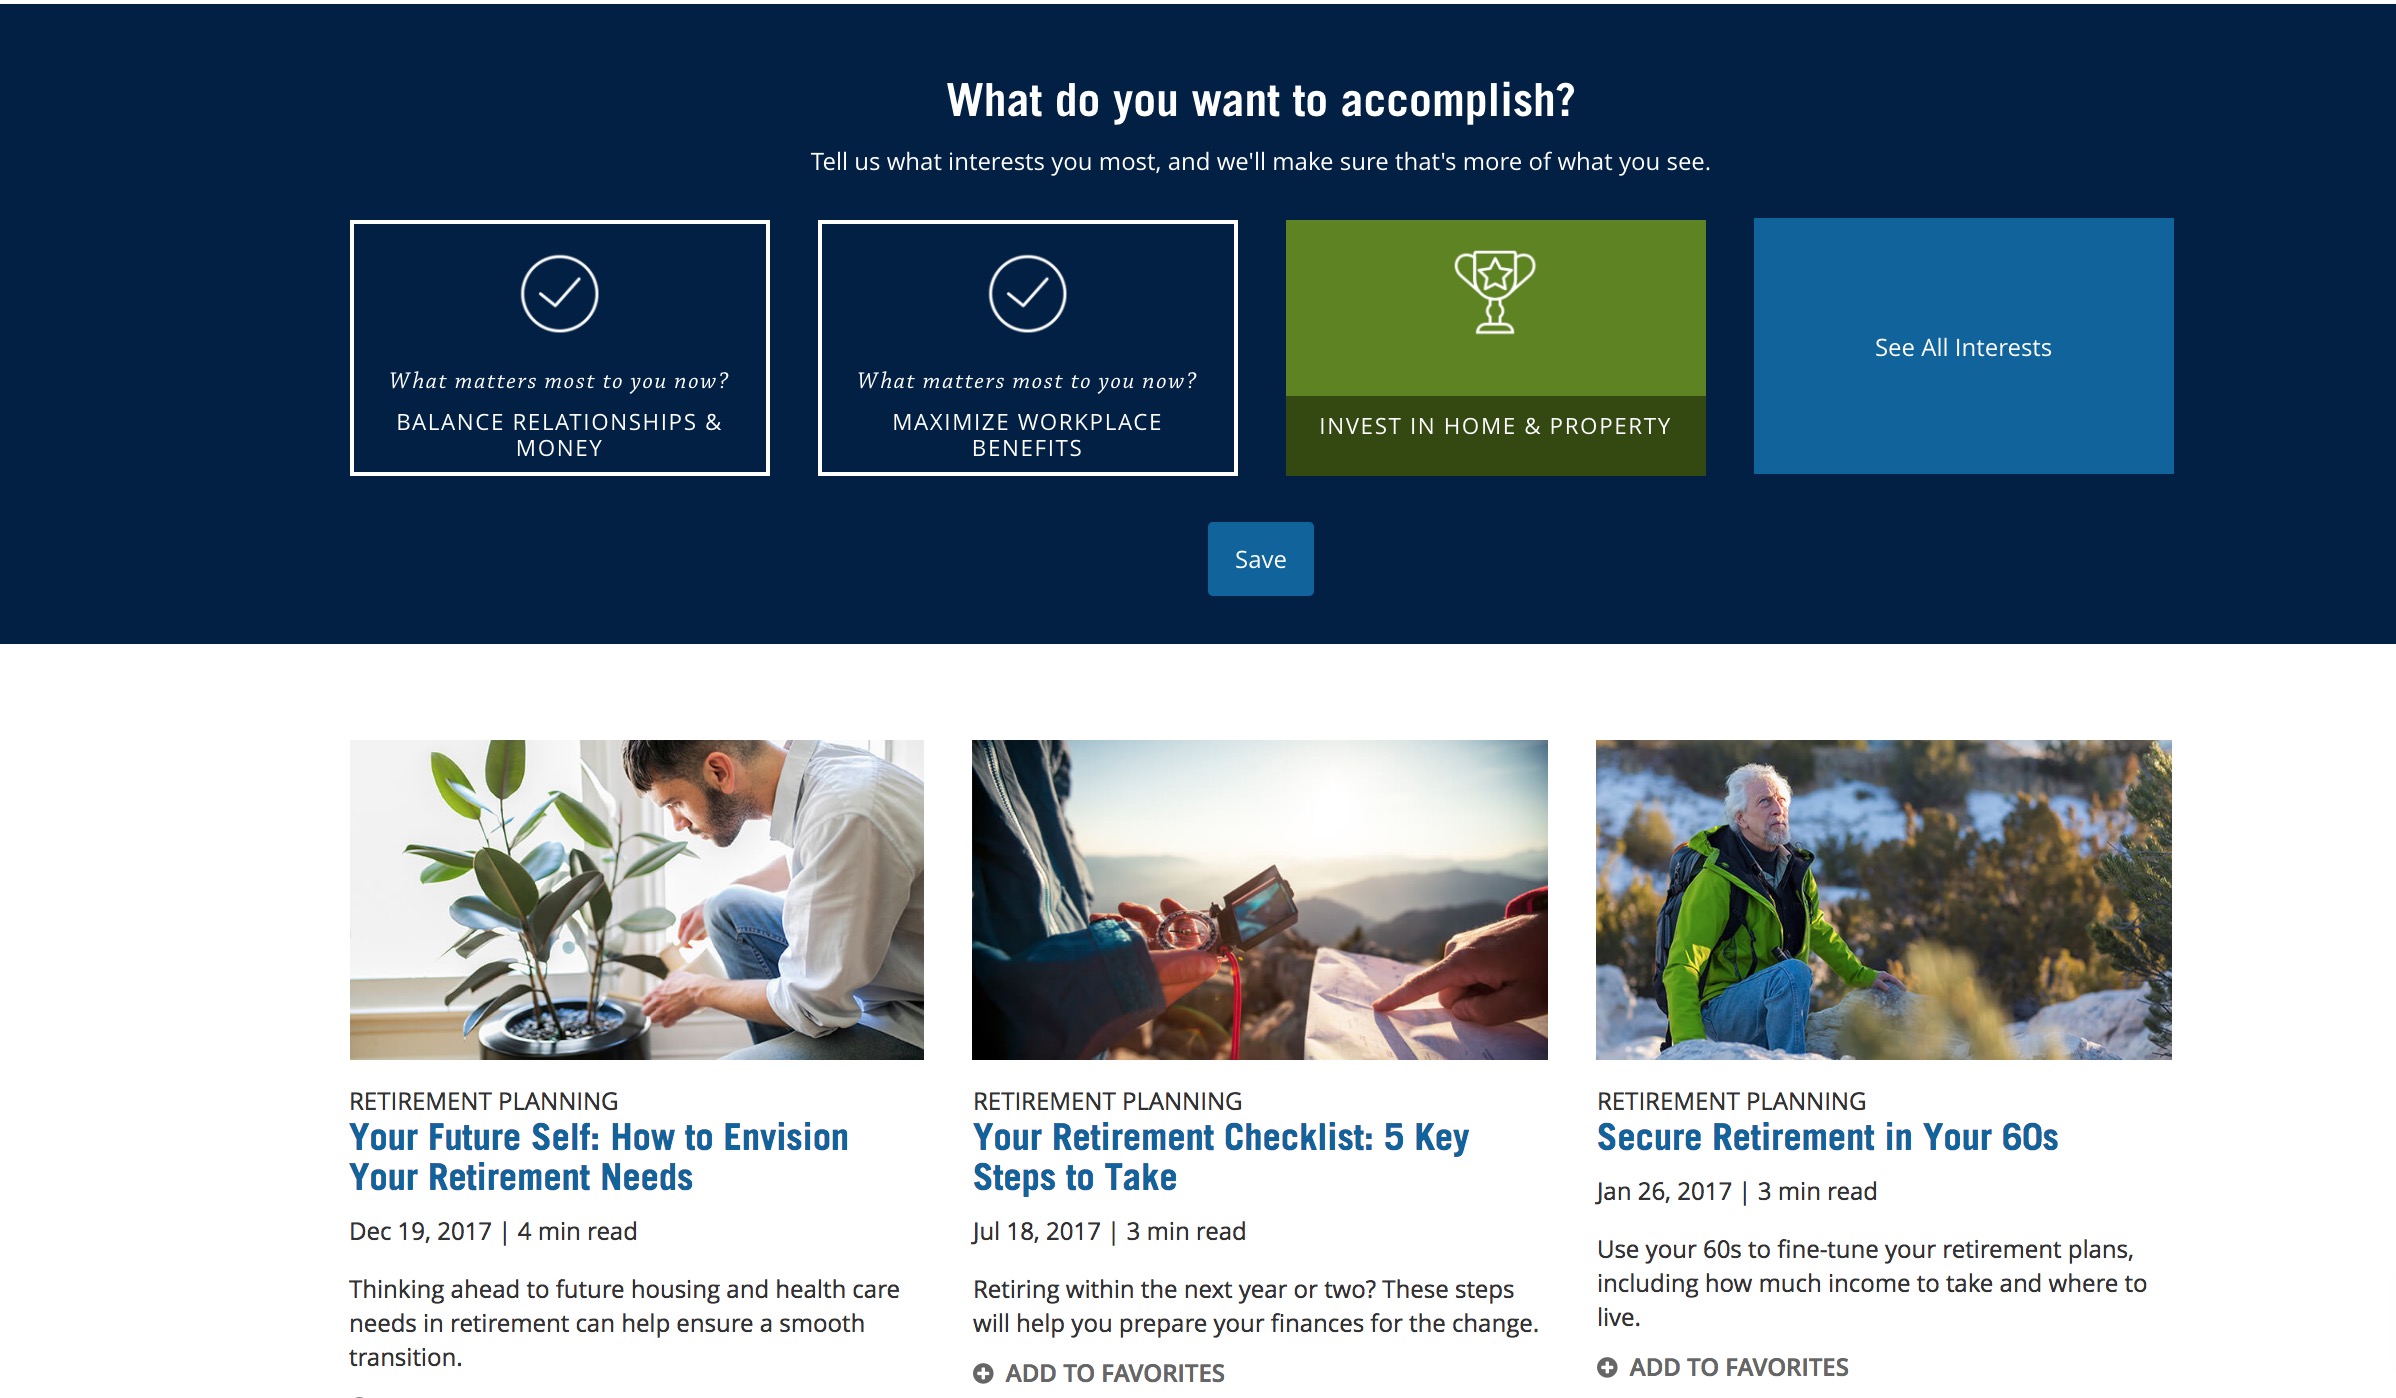 What do you want to accomplish?
Tell us what interests you most, and we'll make sure that's more of what you see.
What matters most to you now?
BALANCE RELATIONSHIPS &
MONEY
What matters most to you now?
MAXIMIZE WORKPLACE
BENEFITS
INVEST IN HOME & PROPERTY
See All Interests
Save
RETIREMENT PLANNING
Your Future Self: How to Envision
Your Retirement Needs
Dec 19, 2017 | 4 min read
Thinking ahead to future housing and health care
needs in retirement can help ensure a smooth
transition.
RETIREMENT PLANNING
Your Retirement Checklist: 5 Key
Steps to Take
Jul 18, 2017 | 3 min read
Retiring within the next year or two? These steps
will help you prepare your finances for the change.
ADD TO FAVORITES
RETIREMENT PLANNING
Secure Retirement in Your 60s
Jan 26, 2017 | 3 min read
Use your 60s to fine-tune your retirement plans,
including how much income to take and where to
live.
ADD TO FAVORITES